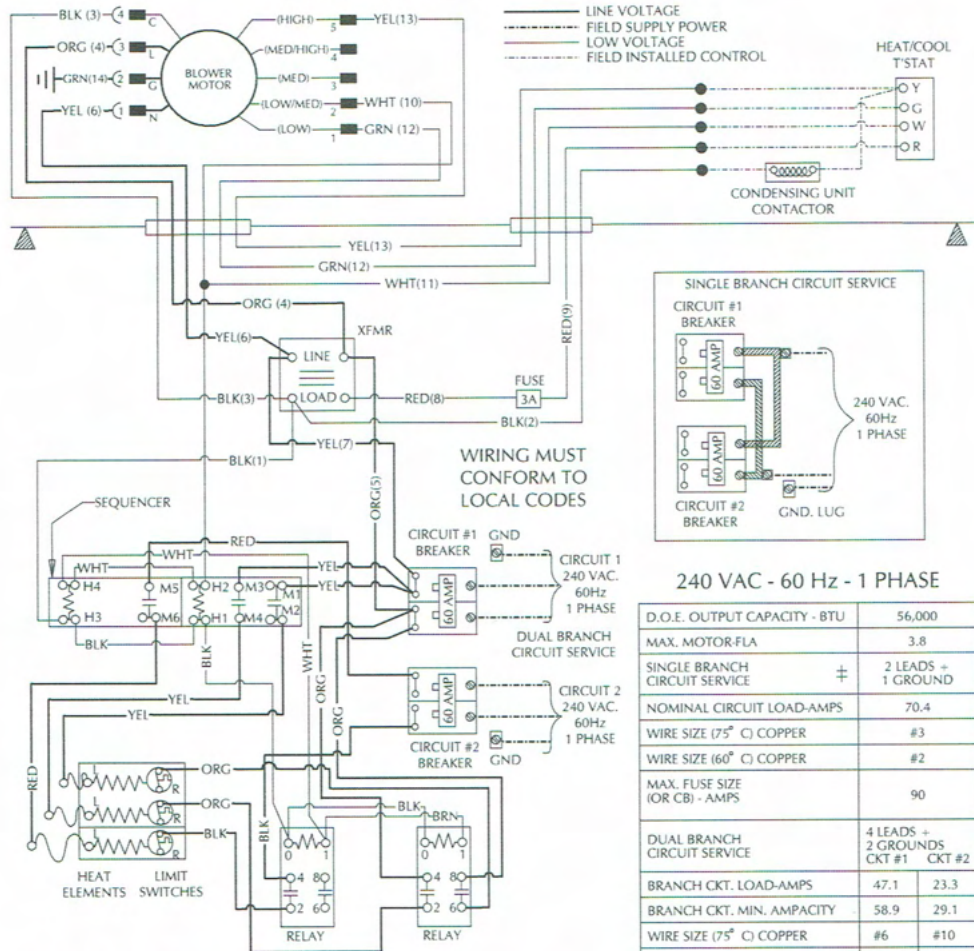 BLK (3)
4
C
ORG (4)
3
L
GRN(14)
2
G
YEL (6)
1
N
BLOWER
MOTOR
(HIGH)
5
YEL(13)
(MED/HIGH)
4
(MED)
3
(LOW/MED)
2
WHT (10)
(LOW)
1
GRN (12)
LINE VOLTAGE
FIELD SUPPLY POWER
LOW VOLTAGE
FIELD INSTALLED CONTROL
HEAT/COOL
T'STAT
Y
G
W
R
CONDENSING UNIT
CONTACTOR
YEL(13)
GRN(12)
WHT(11)
ORG (4)
XFMR
YEL(6)
LINE
LOAD
RED(9)
FUSE
3A
BLK(3)
RED(8)
BLK(2)
YEL(7)
BLK(1)
ORG(5)
WIRING MUST
CONFORM TO
LOCAL CODES
SINGLE BRANCH CIRCUIT SERVICE
CIRCUIT #1
BREAKER
60 AMP
60 AMP
CIRCUIT #2
BREAKER
GND. LUG
240 VAC.
60Hz
1 PHASE
SEQUENCER
RED
WHT
WHT
YEL
YEL
H4
M5
H2
M3
M1
M2
H3
M6
H1
M4
BLK
BLK
WHT
YEL
YEL
RED
ORG
ORG
CIRCUIT #1
BREAKER
GND
60 AMP
CIRCUIT 1
240 VAC.
60Hz
1 PHASE
DUAL BRANCH
CIRCUIT SERVICE
60 AMP
CIRCUIT #2
BREAKER
GND
CIRCUIT 2
240 VAC.
60Hz
1 PHASE
L
R
ORG
L
R
ORG
L
R
BLK
BLK
HEAT
ELEMENTS
LIMIT
SWITCHES
BLK
BRN
0
1
4
8
2
6
RELAY
0
1
4
8
2
6
RELAY
240 VAC - 60 Hz - 1 PHASE
D.O.E. OUTPUT CAPACITY - BTU 56,000
MAX. MOTOR-FLA 3.8
SINGLE BRANCH
CIRCUIT SERVICE ‡ 2 LEADS +
1 GROUND
NOMINAL CIRCUIT LOAD-AMPS 70.4
WIRE SIZE (75° C) COPPER #3
WIRE SIZE (60° C) COPPER #2
MAX. FUSE SIZE
(OR CB) - AMPS 90
DUAL BRANCH
CIRCUIT SERVICE
4 LEADS +
2 GROUNDS
CKT #1 CKT #2
BRANCH CKT. LOAD-AMPS 47.1 23.3
BRANCH CKT. MIN. AMPACITY 58.9 29.1
WIRE SIZE (75° C) COPPER #6 #10